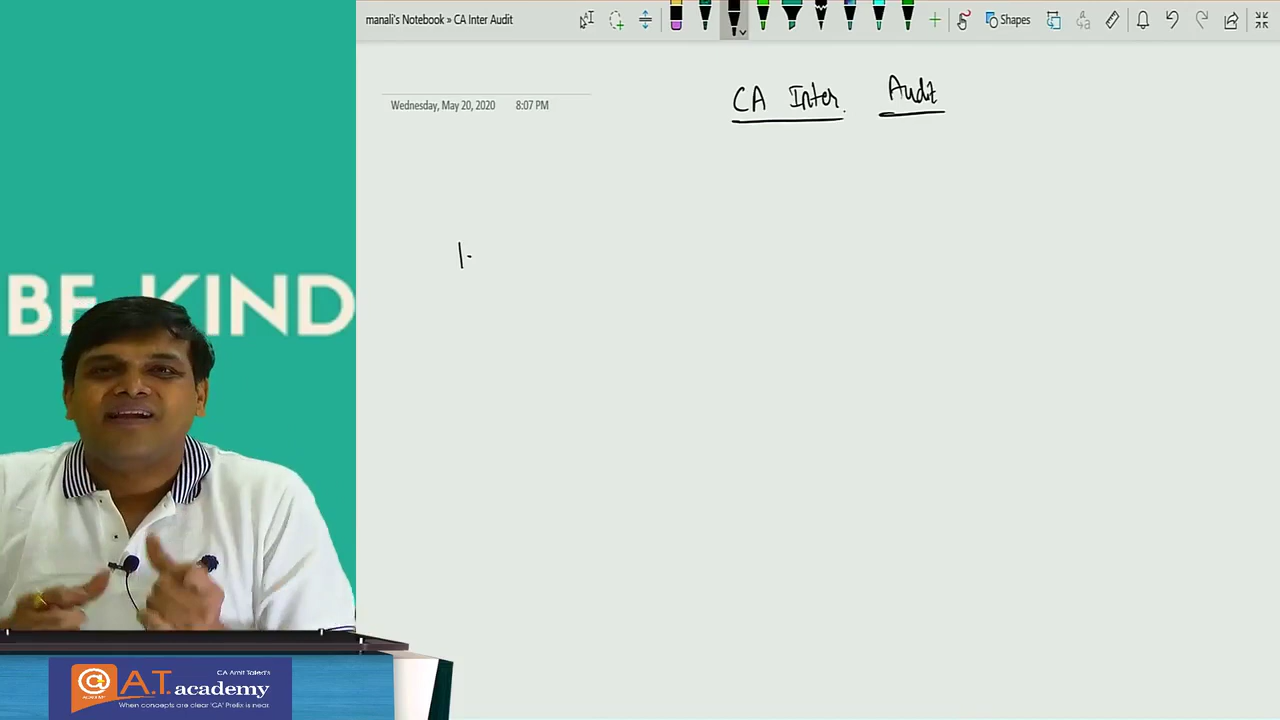 manali's Notebook » CA Inter Audit
Shapes
CA Inter. Audit
Wednesday, May 20, 2020 8:07 PM
1.
BE KIND
CA Amit Talda's
@ A.T. academy
ACADEMY
When concepts are clear 'CA' Prefix is near.